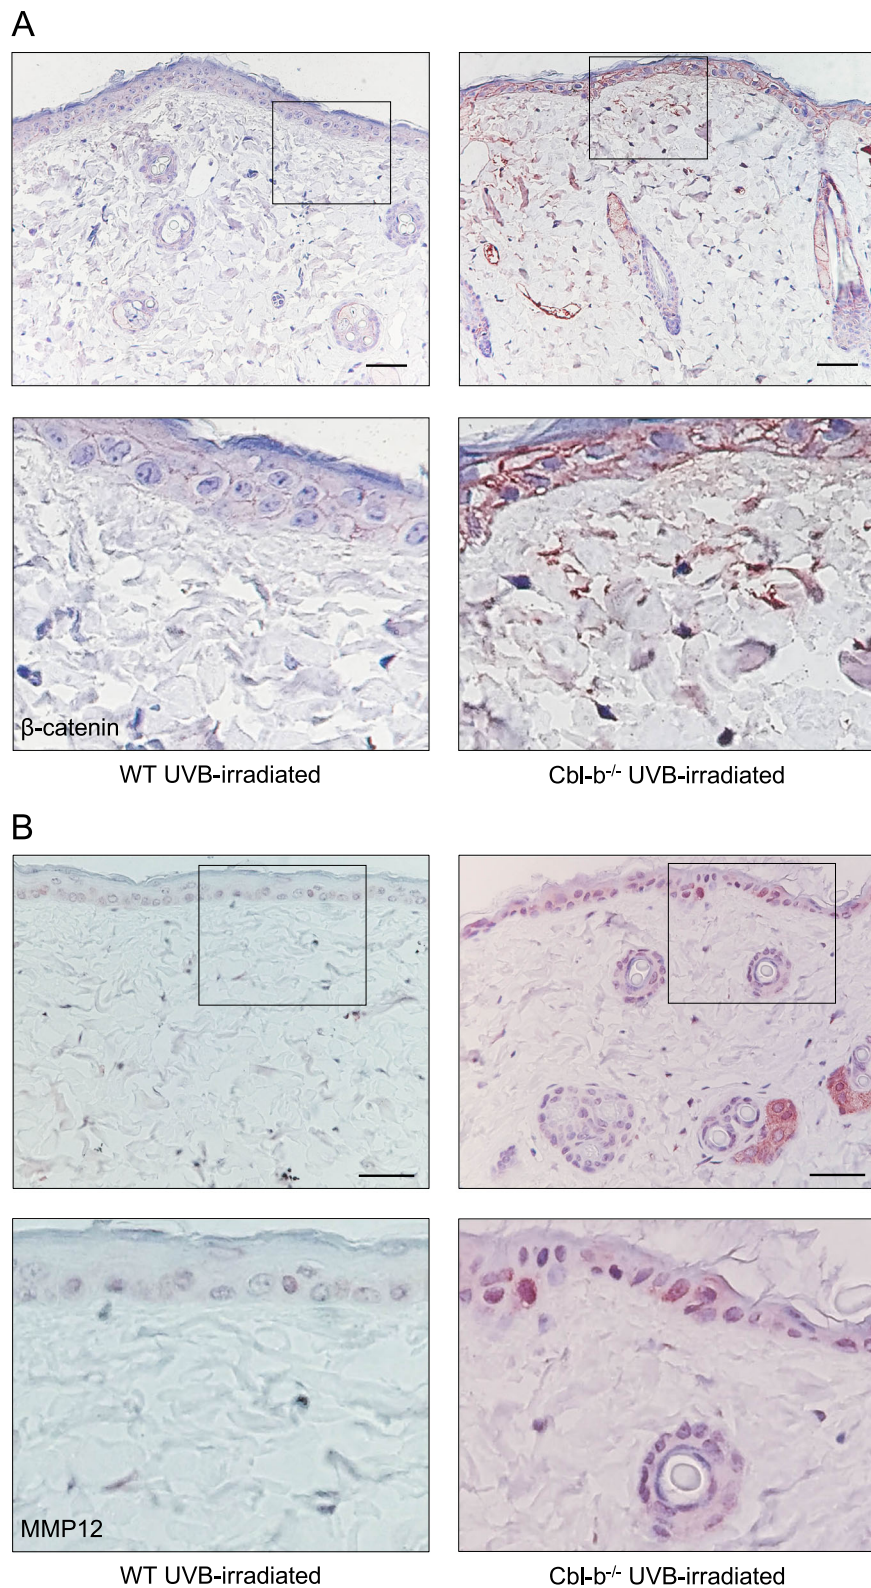 A
β-catenin
WT UVB-irradiated
Cbl-b-/- UVB-irradiated
B
MMP12
WT UVB-irradiated
Cbl-b-/- UVB-irradiated